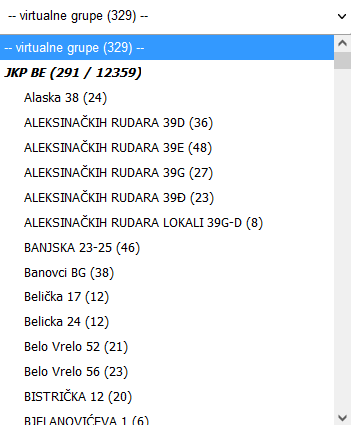 -- virtualne grupe (329) --
-- virtualne grupe (329) --
JKP BE (291 / 12359)
Alaska 38 (24)
ALEKSINAČKIH RUDARA 39D (36)
ALEKSINAČKIH RUDARA 39E (48)
ALEKSINAČKIH RUDARA 39G (27)
ALEKSINAČKIH RUDARA 39Đ (23)
ALEKSINAČKIH RUDARA LOKALI 39G-D (8)
BANJSKA 23-25 (46)
Banovci BG (38)
Belička 17 (12)
Belicka 24 (12)
Belo Vrelo 52 (21)
Belo Vrelo 56 (23)
BISTRIČKA 12 (20)
BJELANOVIĆEVA 1 (6)